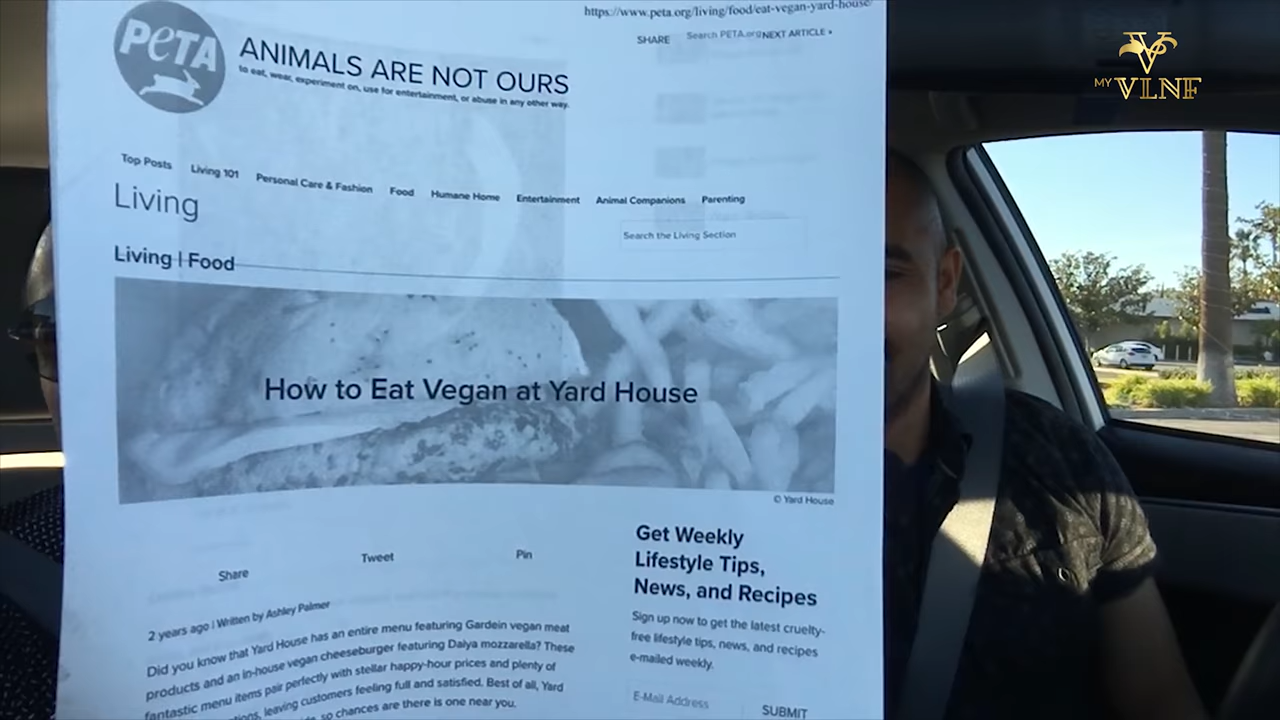 https://www.peta.org/living/food/eat-vegan-yard-house/
SHARE
Search PETA.org
NEXT ARTICLE
PETA
ANIMALS ARE NOT OURS
to eat, wear, experiment on, use for entertainment, or abuse in any other way.
MY VLNF
Top Posts Living 101 Personal Care & Fashion Food Humane Home Entertainment Animal Companions Parenting
Living
Search the Living Section
Living | Food
How to Eat Vegan at Yard House
© Yard House
Share Tweet Pin
2 years ago | Written by Ashley Palmer
Did you know that Yard House has an entire menu featuring Gardein vegan meat
products and an in-house vegan cheeseburger featuring Daiya mozzarella? These
fantastic menu items pair perfectly with stellar happy-hour prices and plenty of
leaving customers feeling full and satisfied. Best of all, Yard
so chances are there is one near you.
Get Weekly
Lifestyle Tips,
News, and Recipes
Sign up now to get the latest cruelty-
free lifestyle tips, news, and recipes
e-mailed weekly.
E-Mail Address
SUBMIT